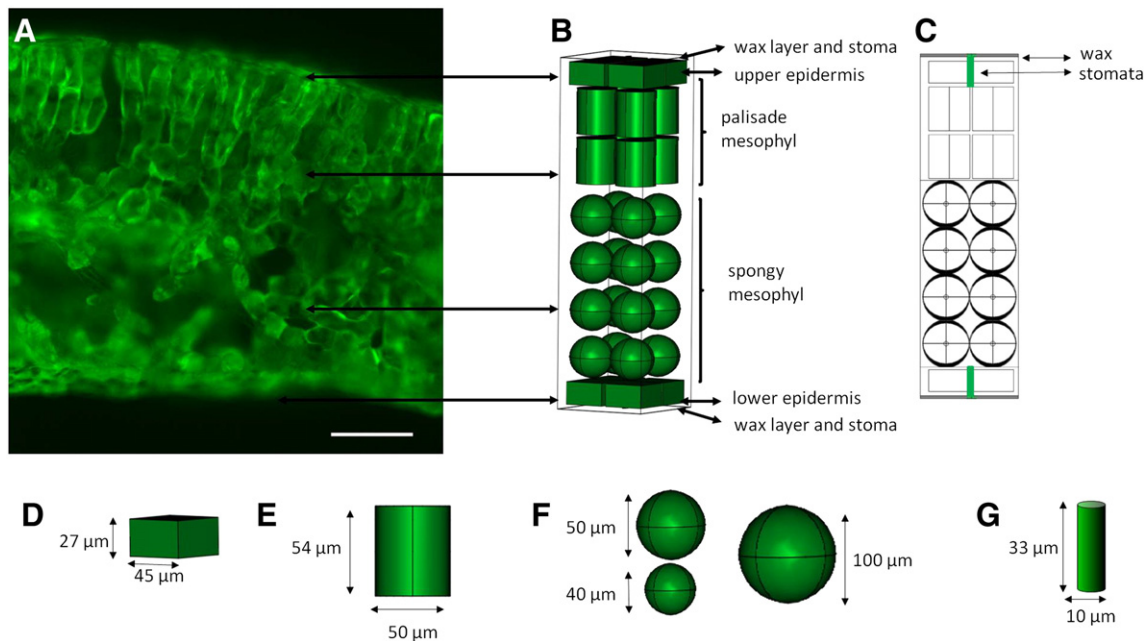 A
B
C
wax layer and stoma
upper epidermis
palisade
mesophyl
spongy
mesophyl
lower epidermis
wax layer and stoma
wax
stomata
D
27 µm
45 µm
E
54 µm
50 µm
F
50 µm
40 µm
100 µm
G
33 µm
10 µm